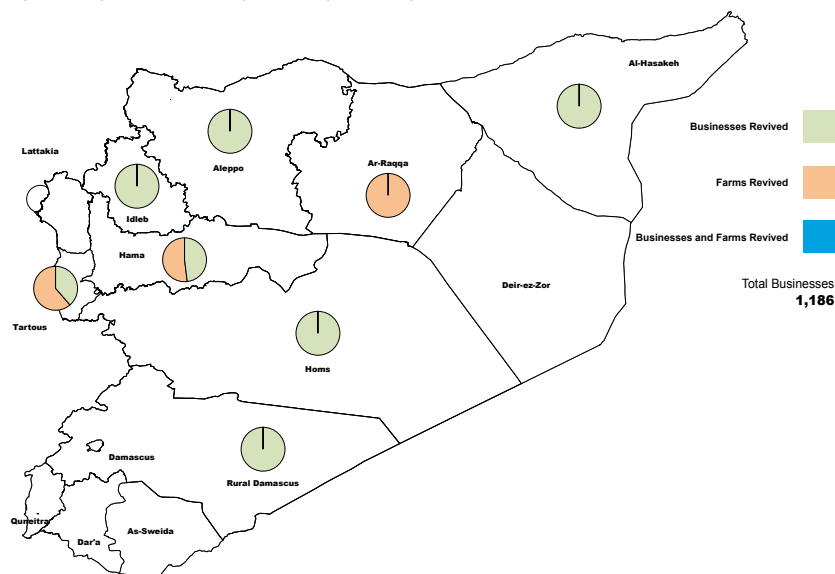 Al-Hasakeh
Businesses Revived
Lattakia
Aleppo
Ar-Raqqa
Farms Revived
Idleb
Businesses and Farms Revived
Hama
Total Businesses
Deir-ez-Zor
1,186
Tartous
Homs
Damascus
Rural Damascus
Quneitra
As-Sweida
Dar'a